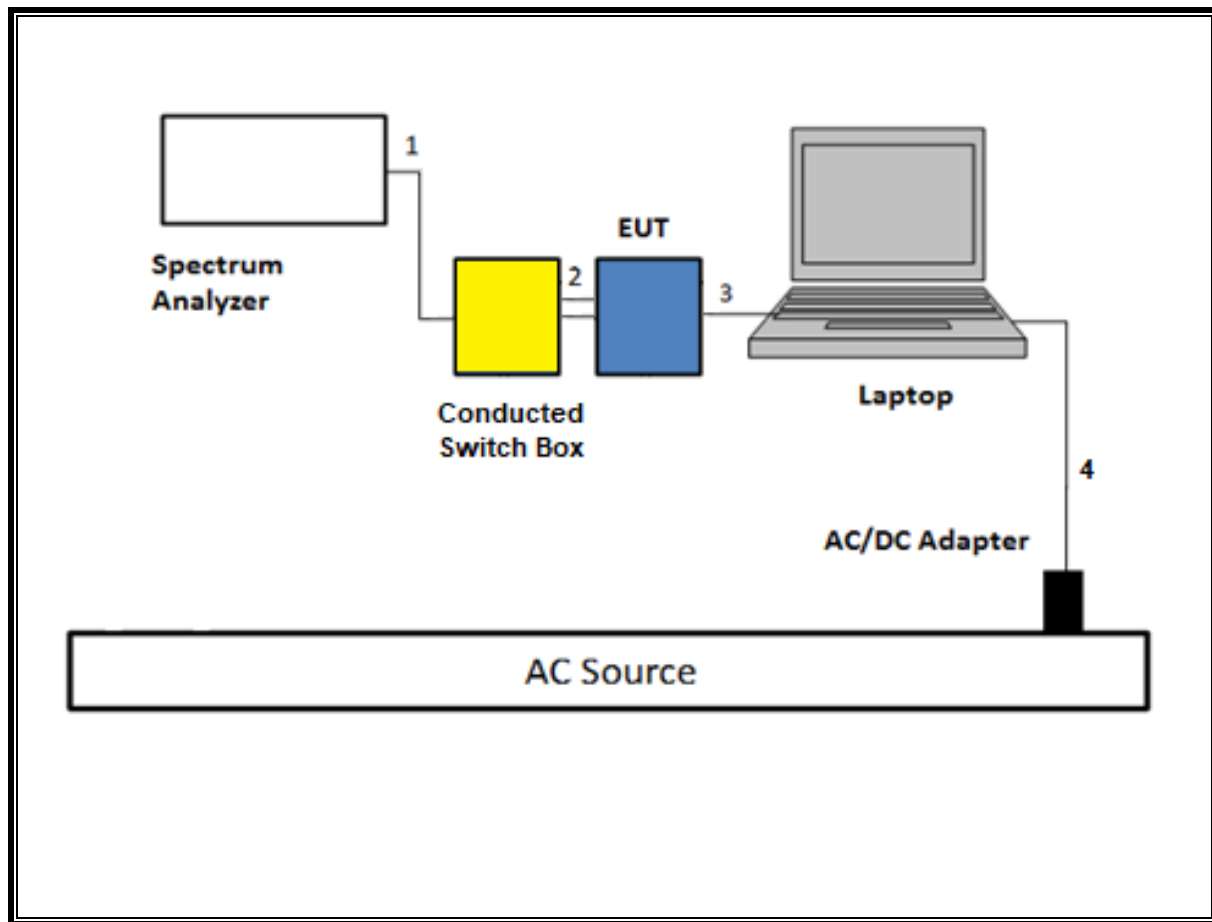 1
Spectrum
Analyzer
2
EUT
3
Conducted
Switch Box
Laptop
4
AC/DC Adapter
AC Source